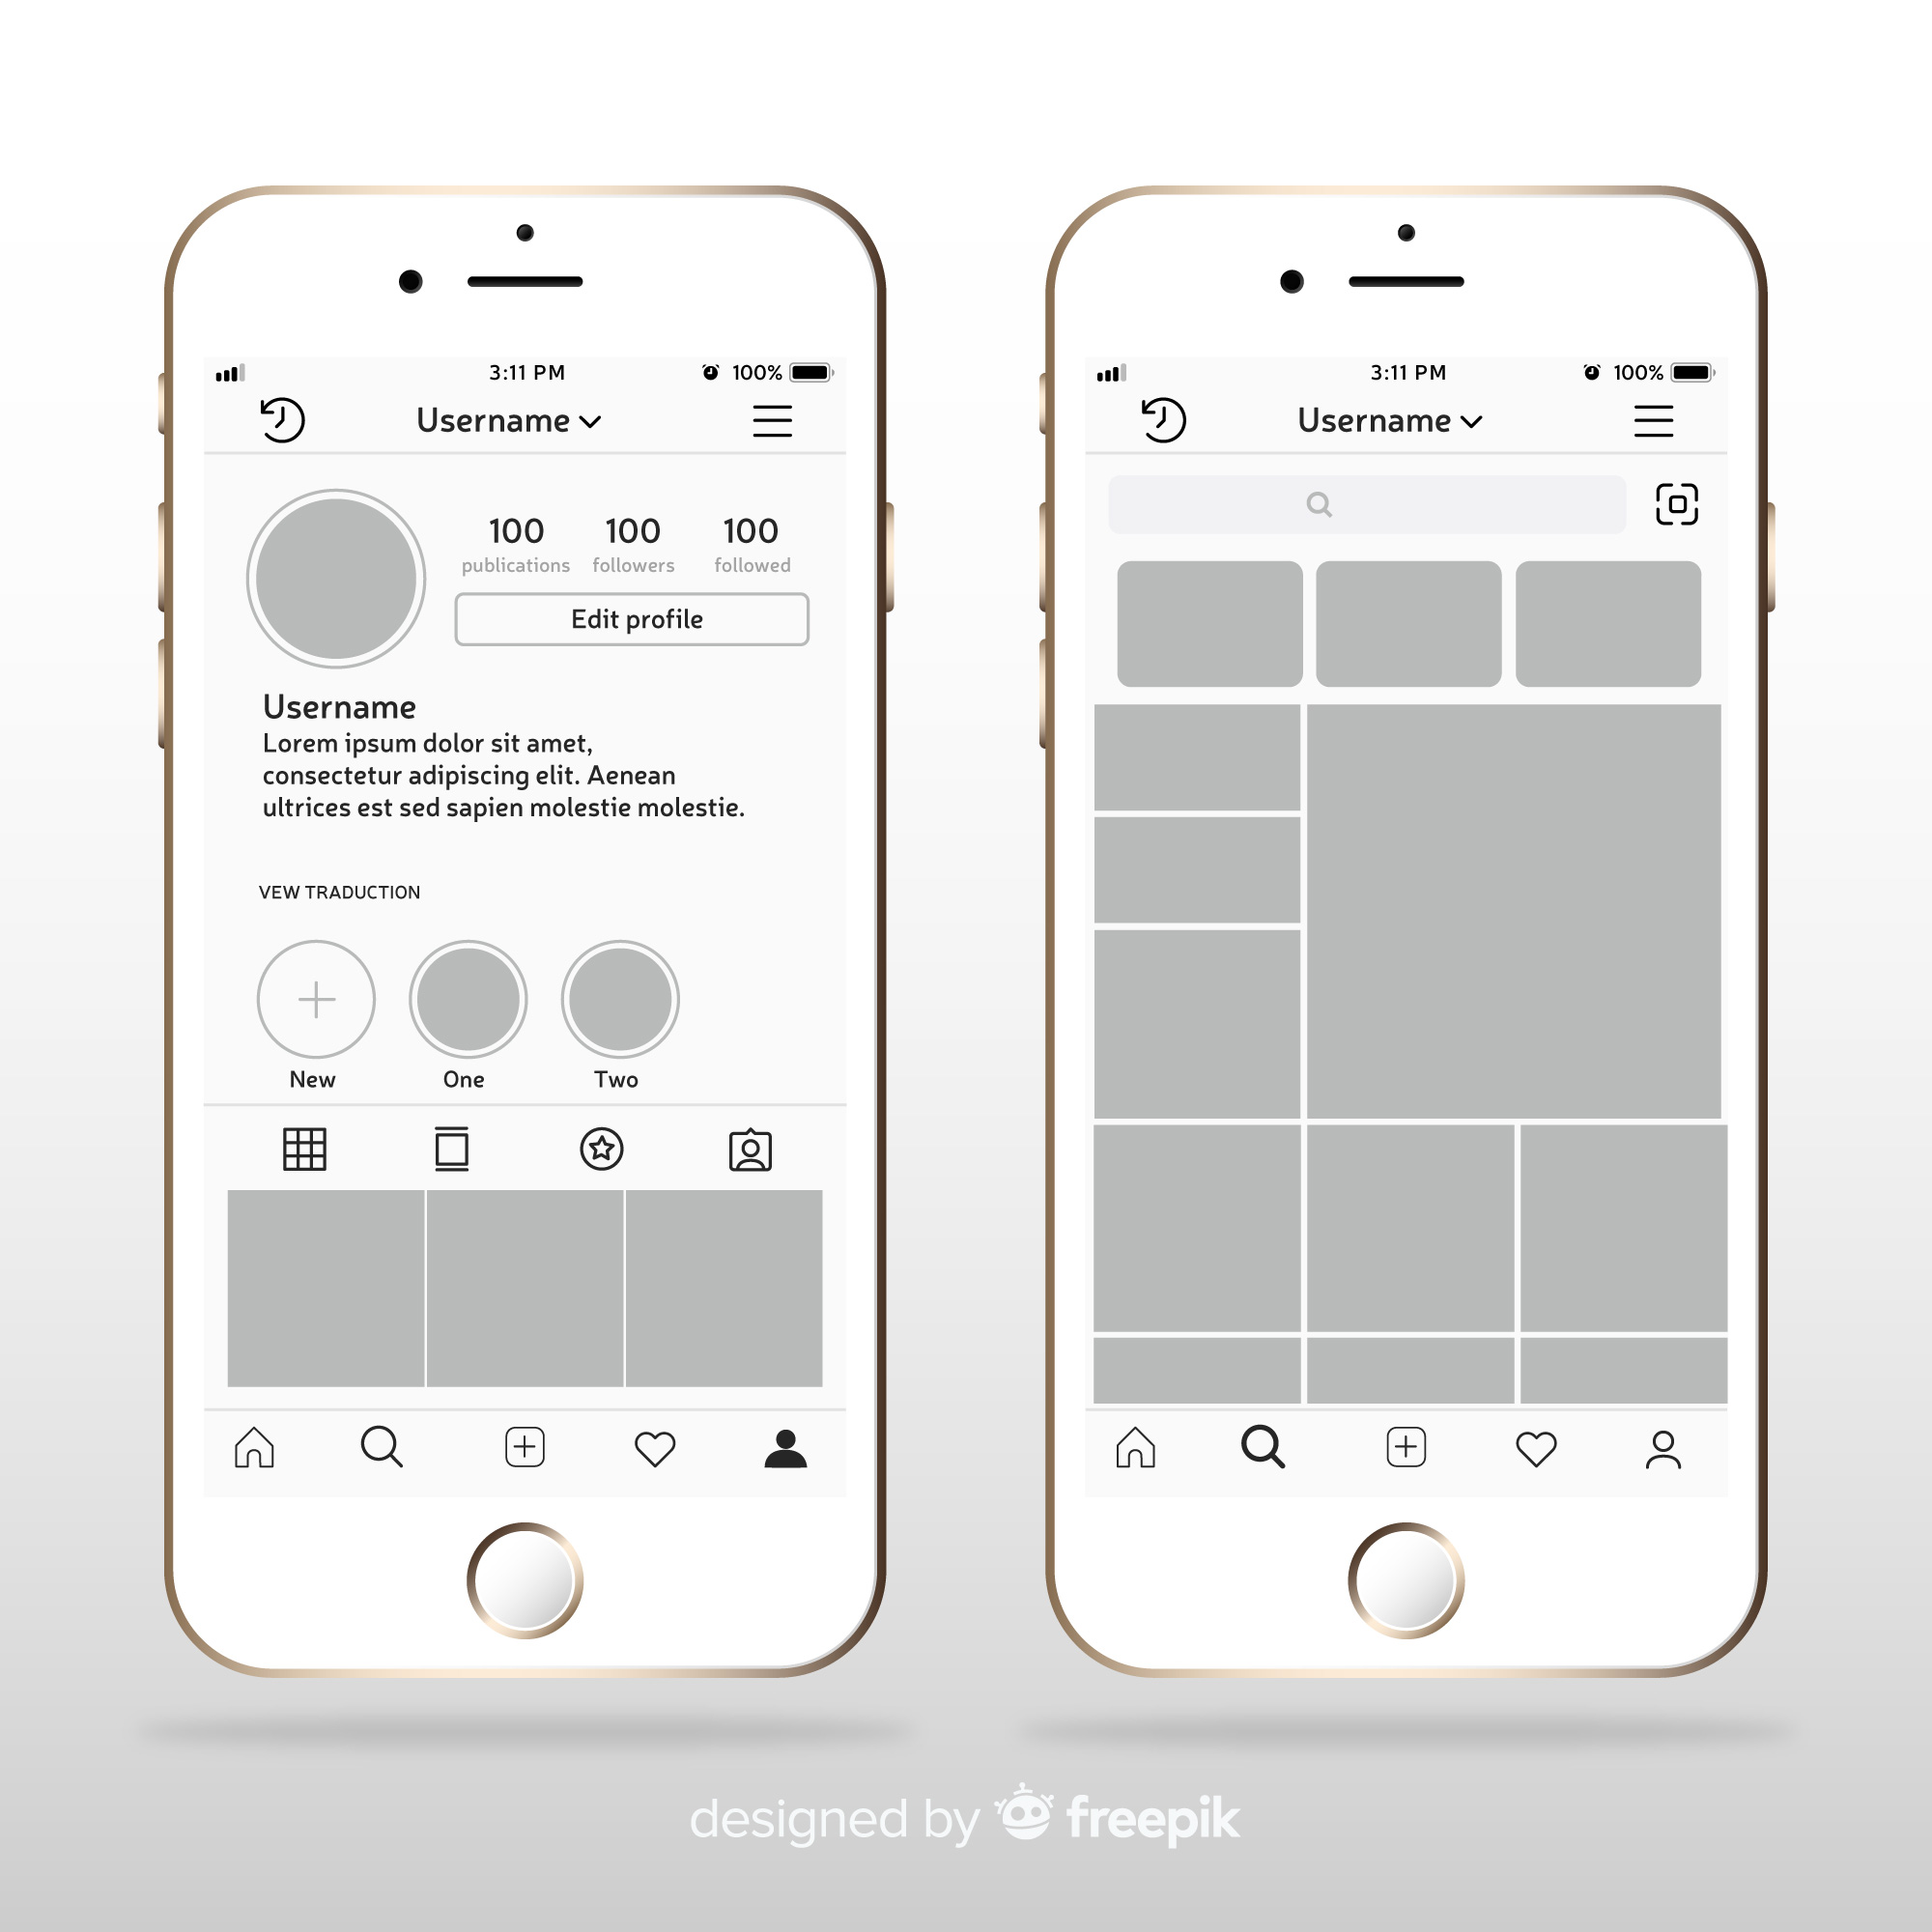 3:11 PM
100%
Username
100
100
100
publications
followers
followed
Edit profile
Username
Lorem ipsum dolor sit amet,
consectetur adipiscing elit. Aenean
ultrices est sed sapien molestie molestie.
VEW TRADUCTION
New
One
Two
3:11 PM
100%
Username
designed by freepik